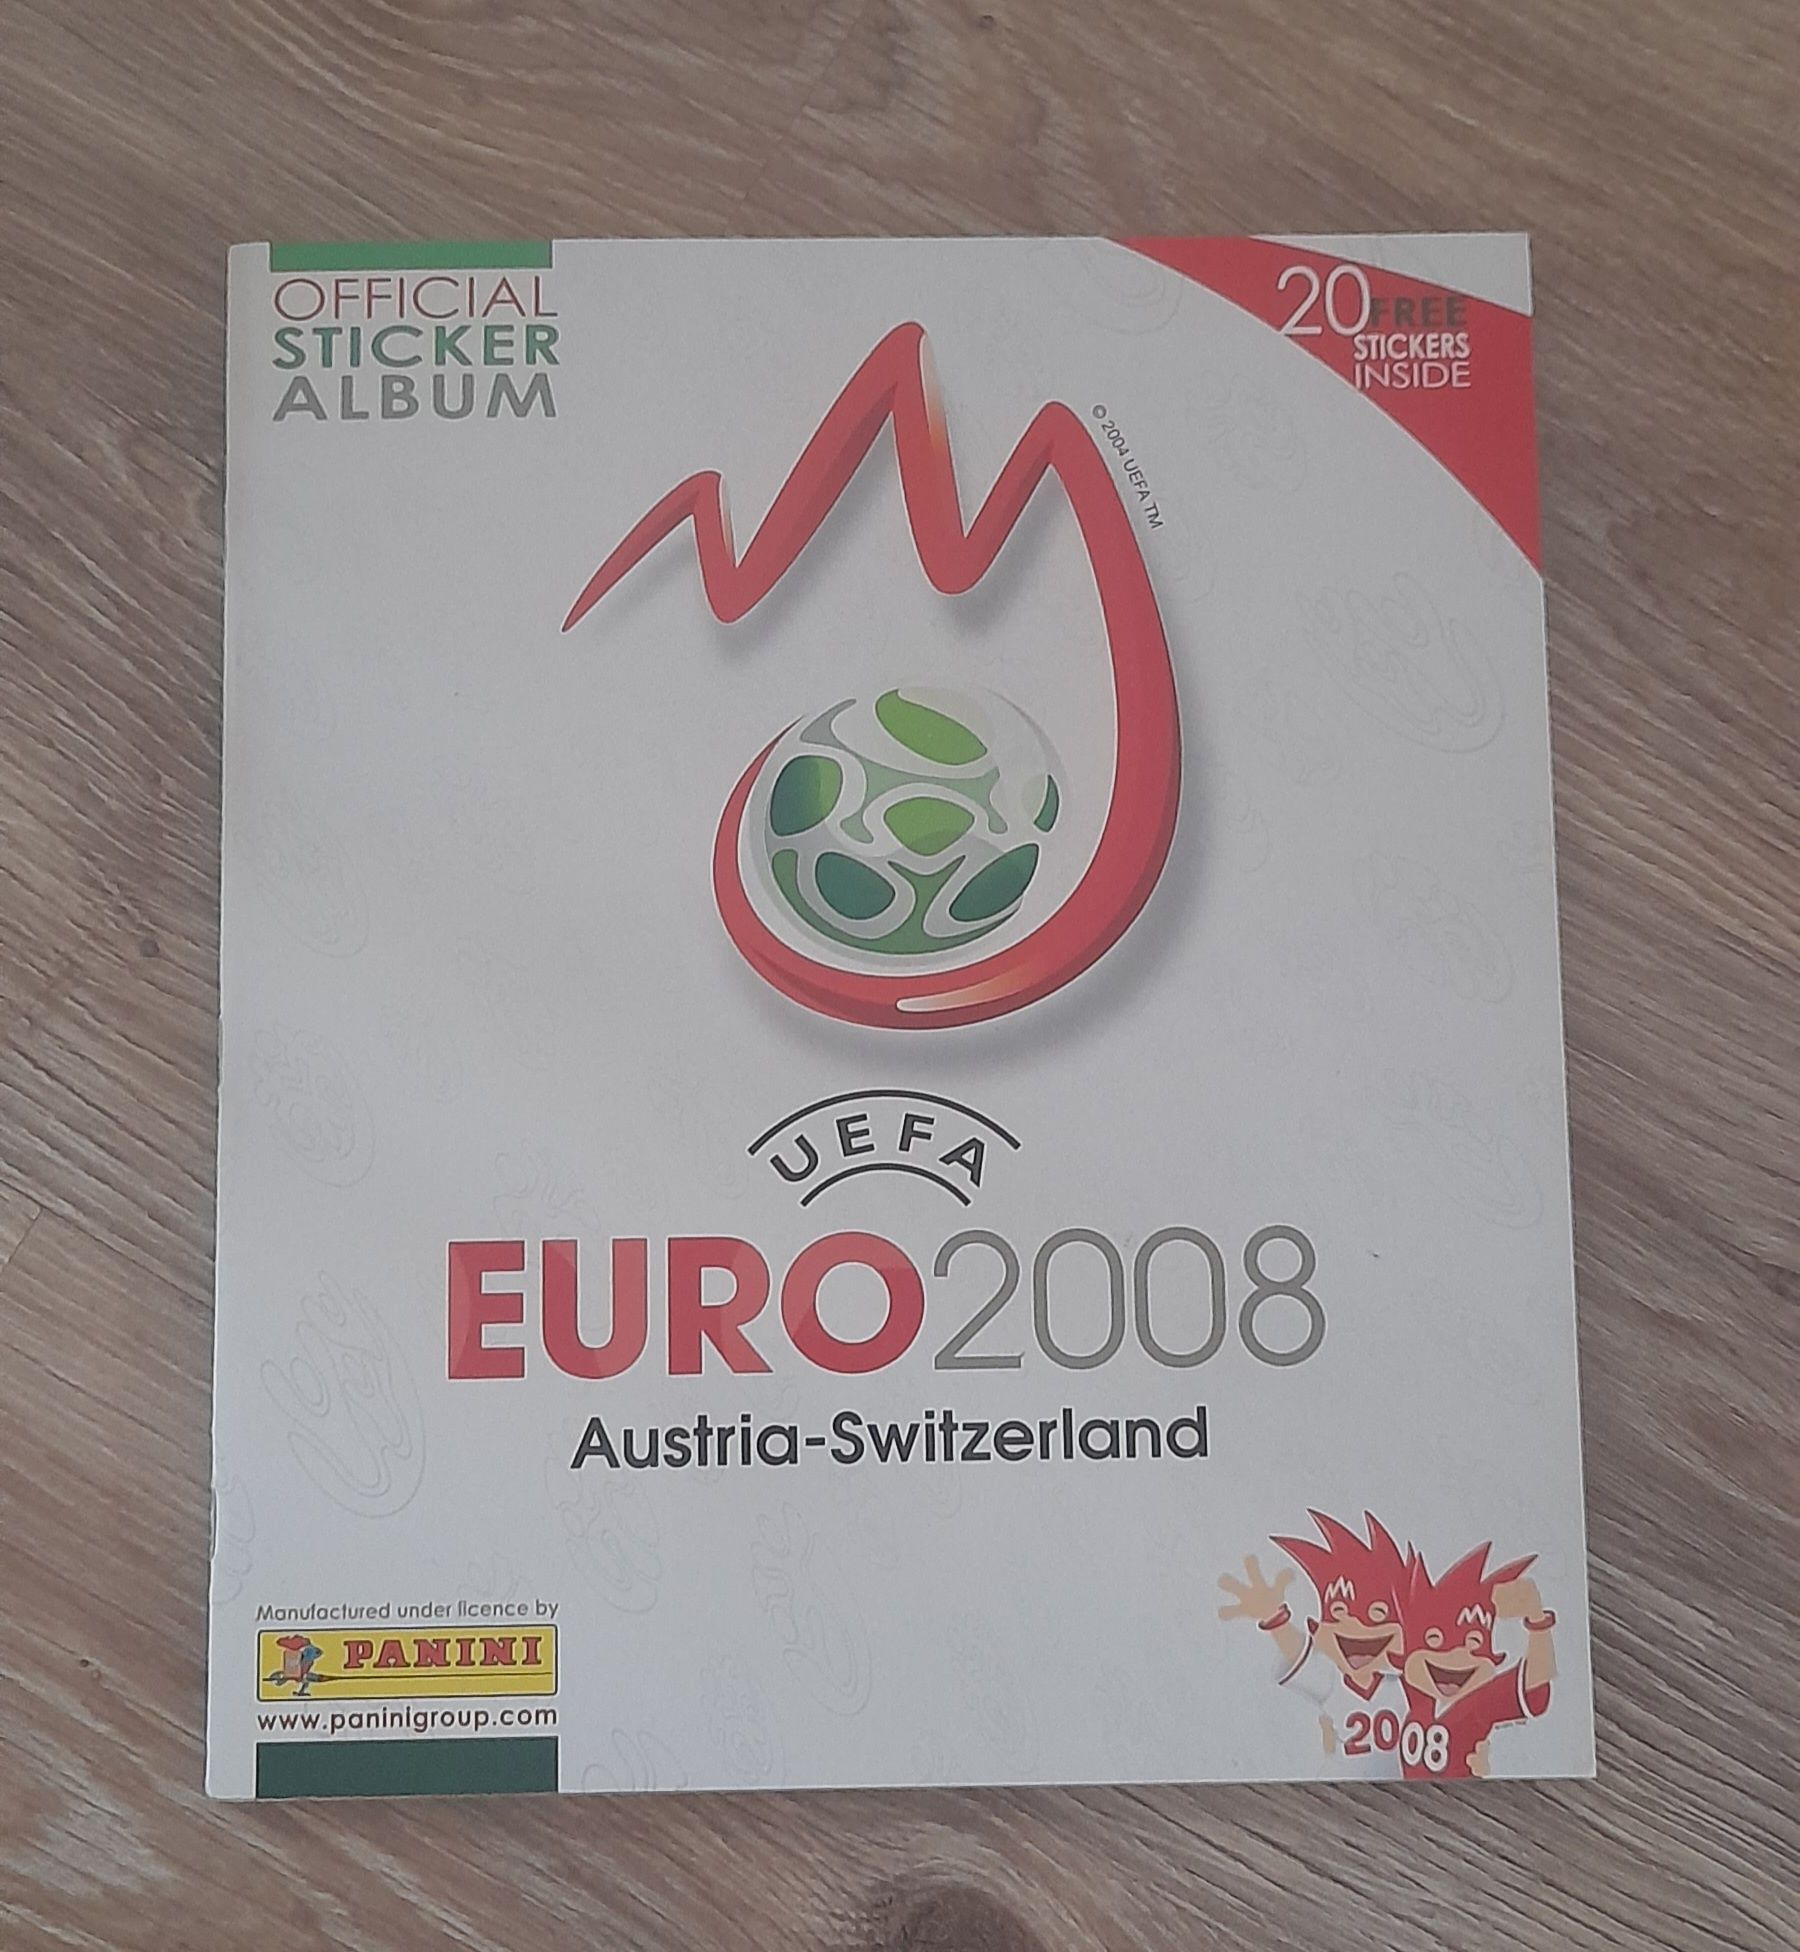 OFFICIAL
STICKER
ALBUM
20 FREE
STICKERS
INSIDE
© 2004 UEFA TM
UEFA
EURO2008
Austria-Switzerland
Manufactured under licence by
PANINI
www.paninigroup.com
2008